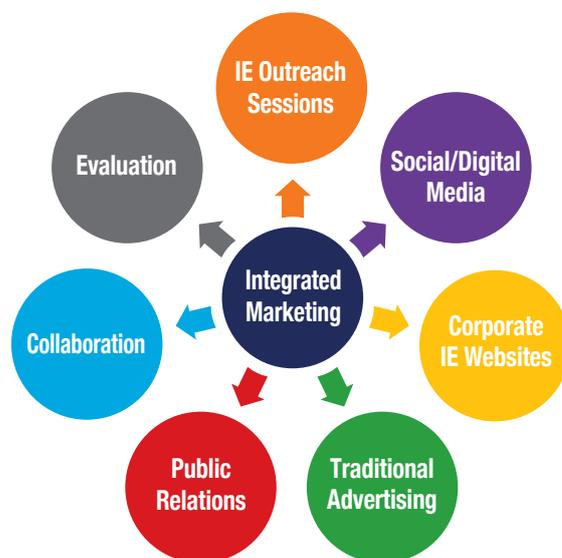 IE Outreach
Sessions
Evaluation
Social/Digital
Media
Integrated
Marketing
Collaboration
Corporate
IE Websites
Public
Relations
Traditional
Advertising